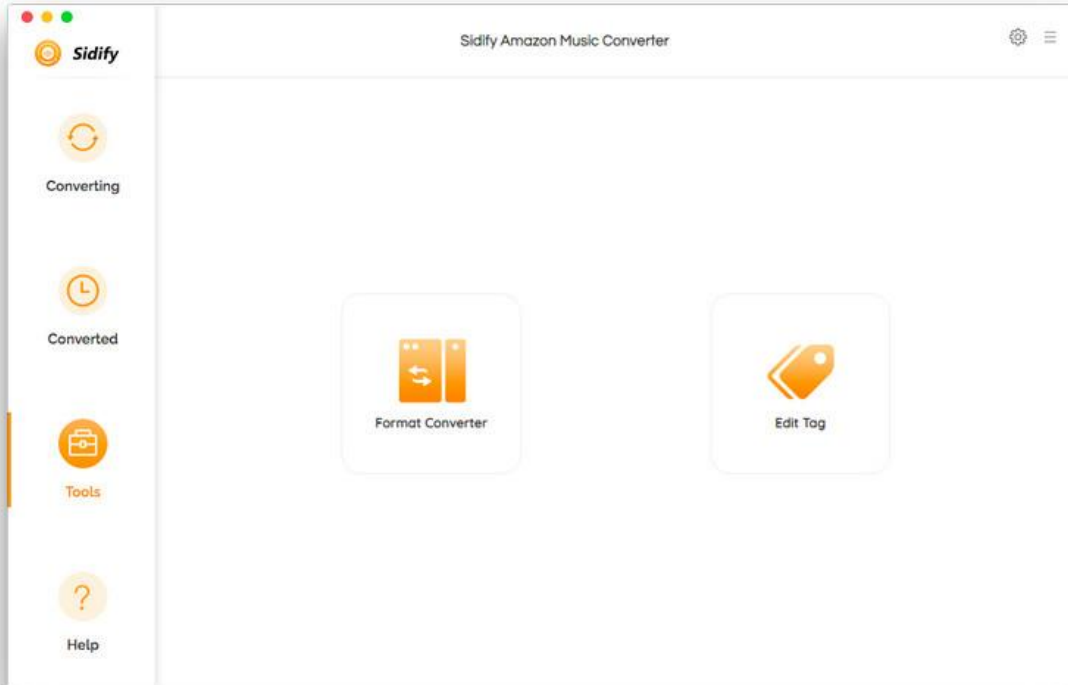 Sidify
Sidify Amazon Music Converter
Converting
Converted
Tools
Help
Format Converter
Edit Tag